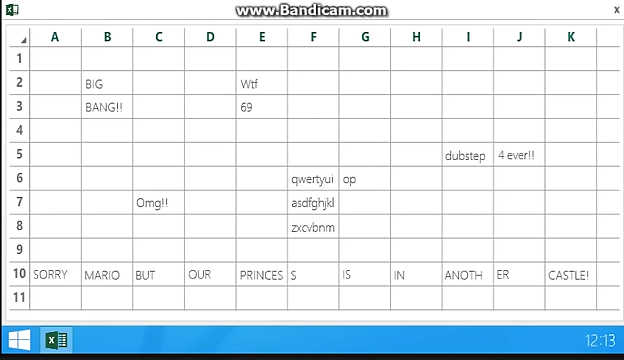 www.Bandicam.com
x
A B C D E F G H I J K
1
2 BIG Wtf
3 BANG!! 69
4
5 dubstep 4 ever!!
6 qwertyui op
7 Omg!! asdfghjkl
8 zxcvbnm
9
10 SORRY MARIO BUT OUR PRINCES S IS IN ANOTH ER CASTLE!
11
12:13